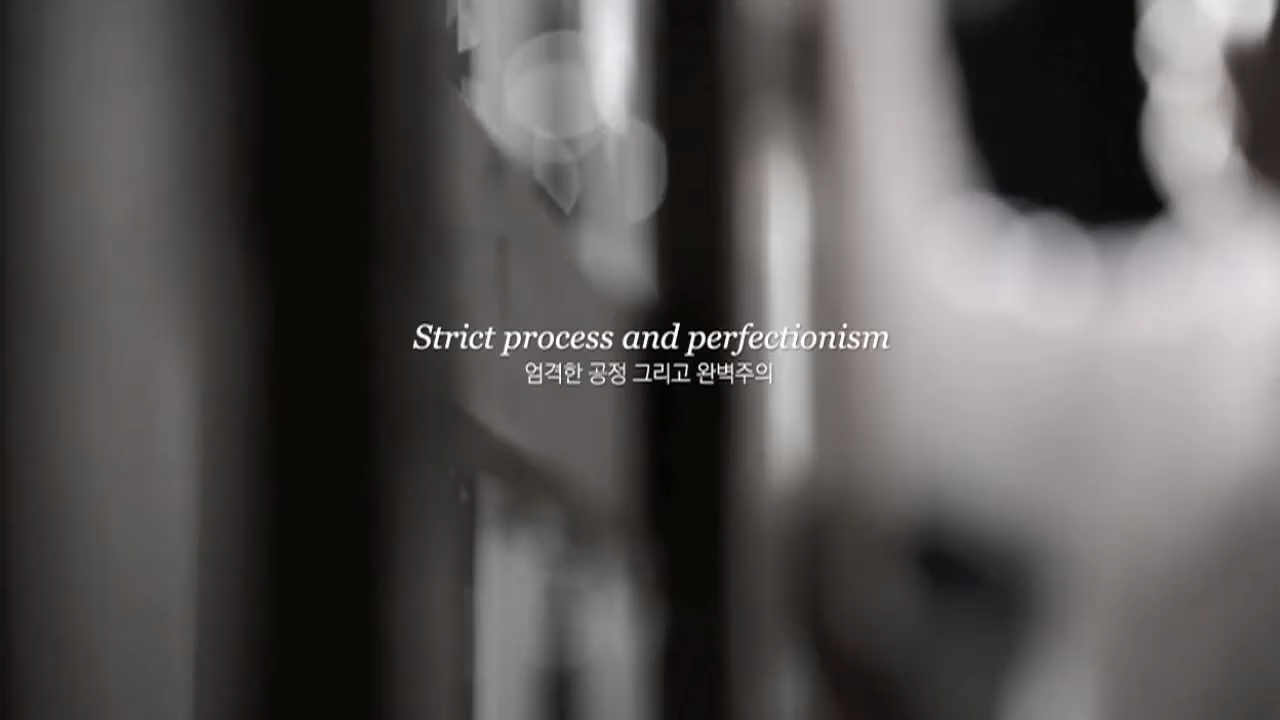 Strict process and perfectionism
엄격한 공정 그리고 완벽주의